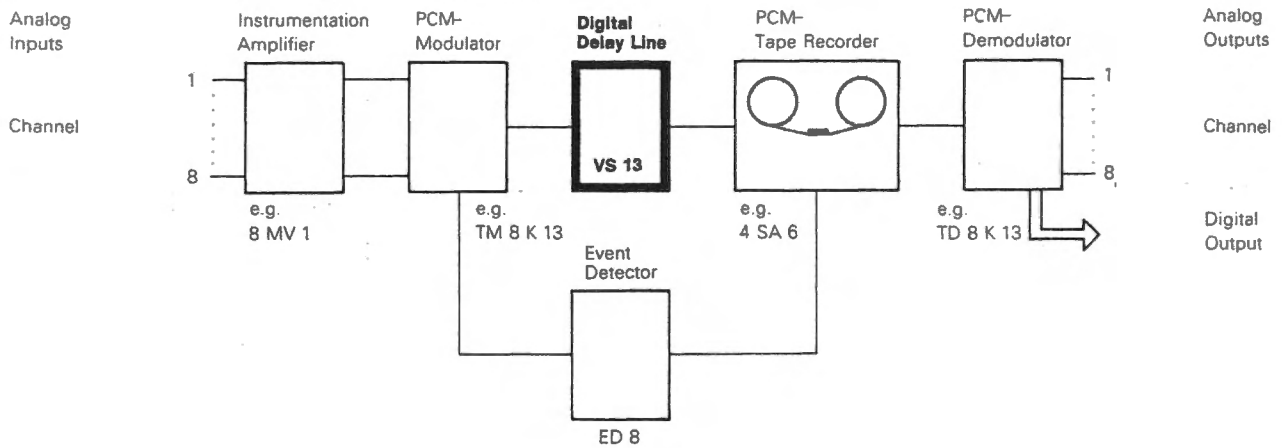 Analog
Inputs
Instrumentation
Amplifier
PCM–
Modulator
Digital
Delay Line
PCM–
Tape Recorder
PCM–
Demodulator
Analog
Outputs
1
1
Channel
Channel
VS 13
8
8
e.g.
8 MV 1
e.g.
TM 8 K 13
e.g.
4 SA 6
e.g.
TD 8 K 13
Digital
Output
Event
Detector
ED 8